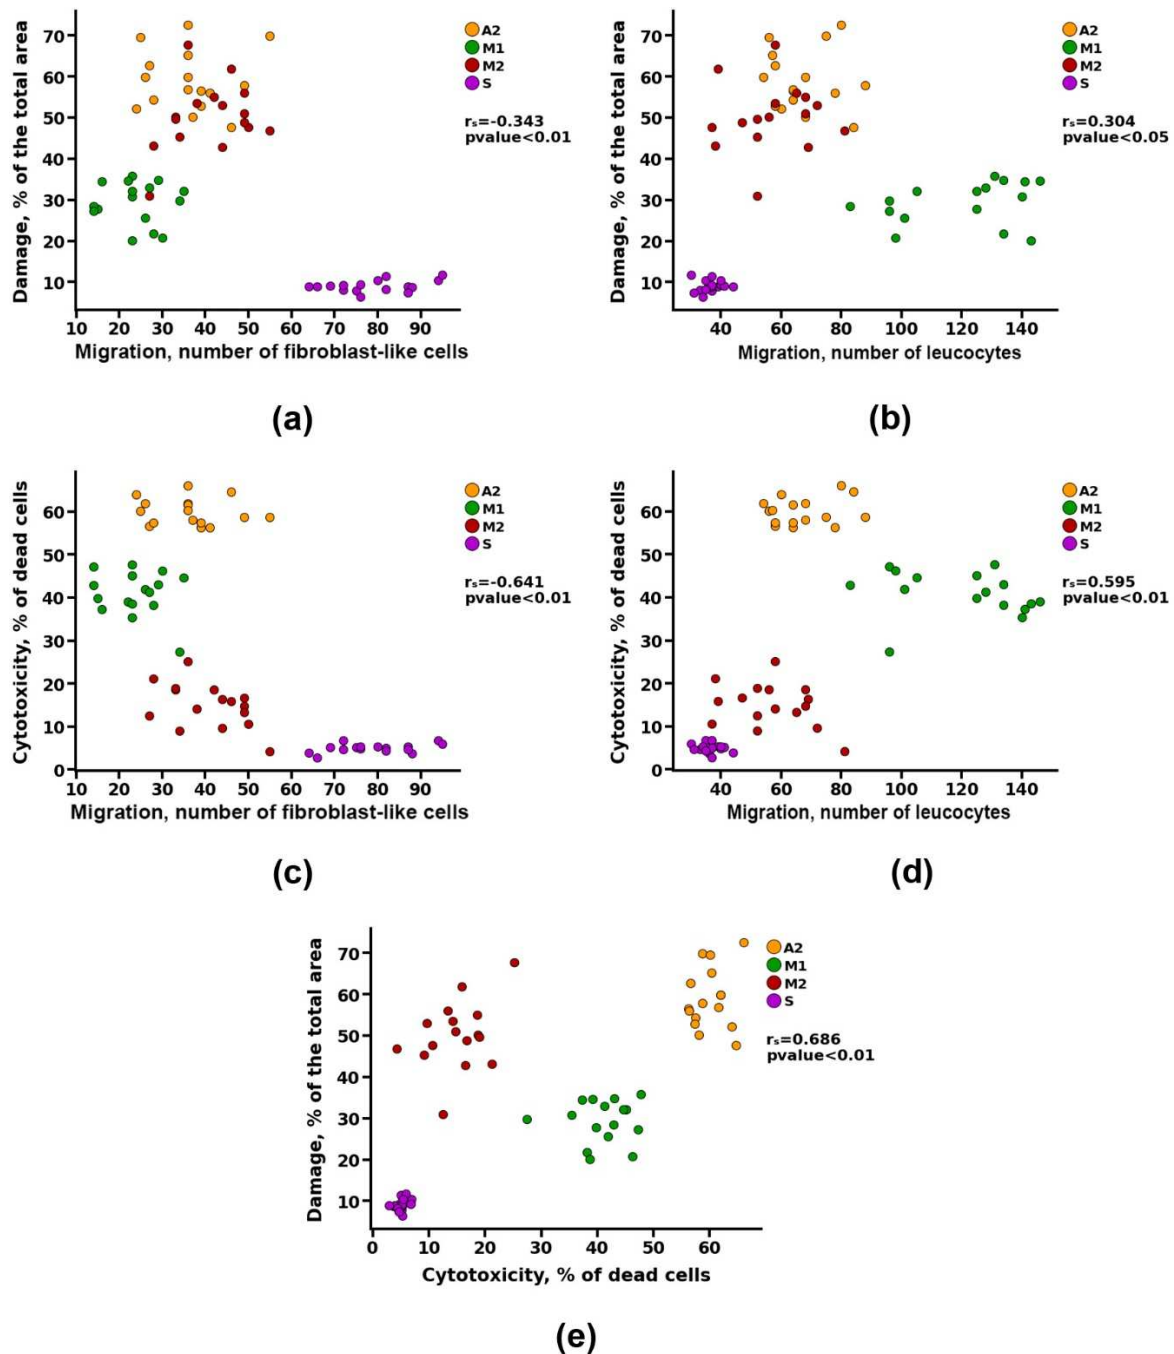 Damage, % of the total area
70
60
50
40
30
20
10
10 20 30 40 50 60 70 80 90
Migration, number of fibroblast-like cells
A2
M1
M2
S
rₛ=-0.343
pvalue<0.01
(a)
Damage, % of the total area
70
60
50
40
30
20
10
40 60 80 100 120 140
Migration, number of leucocytes
A2
M1
M2
S
rₛ=0.304
pvalue<0.05
(b)
Cytotoxicity, % of dead cells
60
50
40
30
20
10
0
10 20 30 40 50 60 70 80 90
Migration, number of fibroblast-like cells
A2
M1
M2
S
rₛ=-0.641
pvalue<0.01
(c)
Cytotoxicity, % of dead cells
60
50
40
30
20
10
0
40 60 80 100 120 140
Migration, number of leucocytes
A2
M1
M2
S
rₛ=0.595
pvalue<0.01
(d)
Damage, % of the total area
70
60
50
40
30
20
10
0 10 20 30 40 50 60
Cytotoxicity, % of dead cells
A2
M1
M2
S
rₛ=0.686
pvalue<0.01
(e)